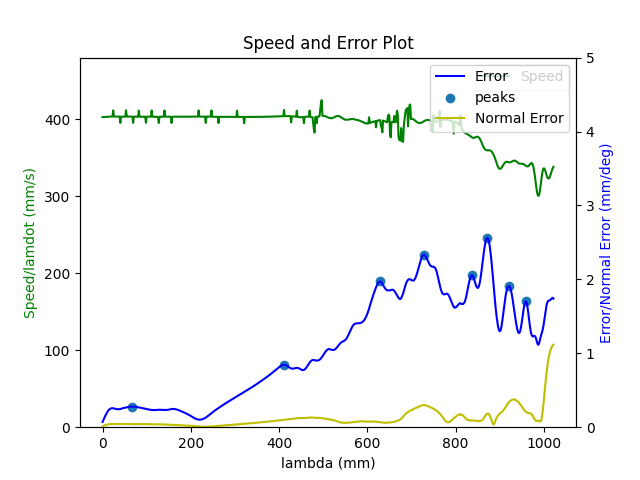 Speed and Error Plot
Error
Speed
peaks
Normal Error
Speed/lamdot (mm/s)
400
300
200
100
0
5
4
3
2
1
0
Error/Normal Error (mm/deg)
0
200
400
600
800
1000
lambda (mm)